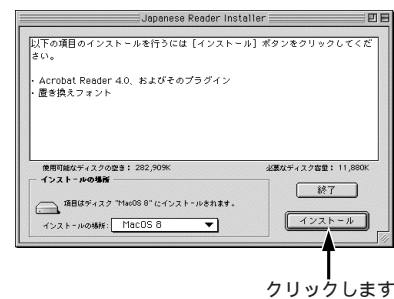 Japanese Reader Installer
以下の項目のインストールを行うには［インストール］ボタンをクリックしてくだ
さい。
・Acrobat Reader 4.0、およびそのプラグイン
・置き換えフォント
使用可能なディスクの空き： 282,909K
必要なディスク容量： 11,880K
インストールの場所
項目はディスク “MacOS 8” にインストールされます。
インストールの場所： MacOS 8
終了
インストール
クリックします